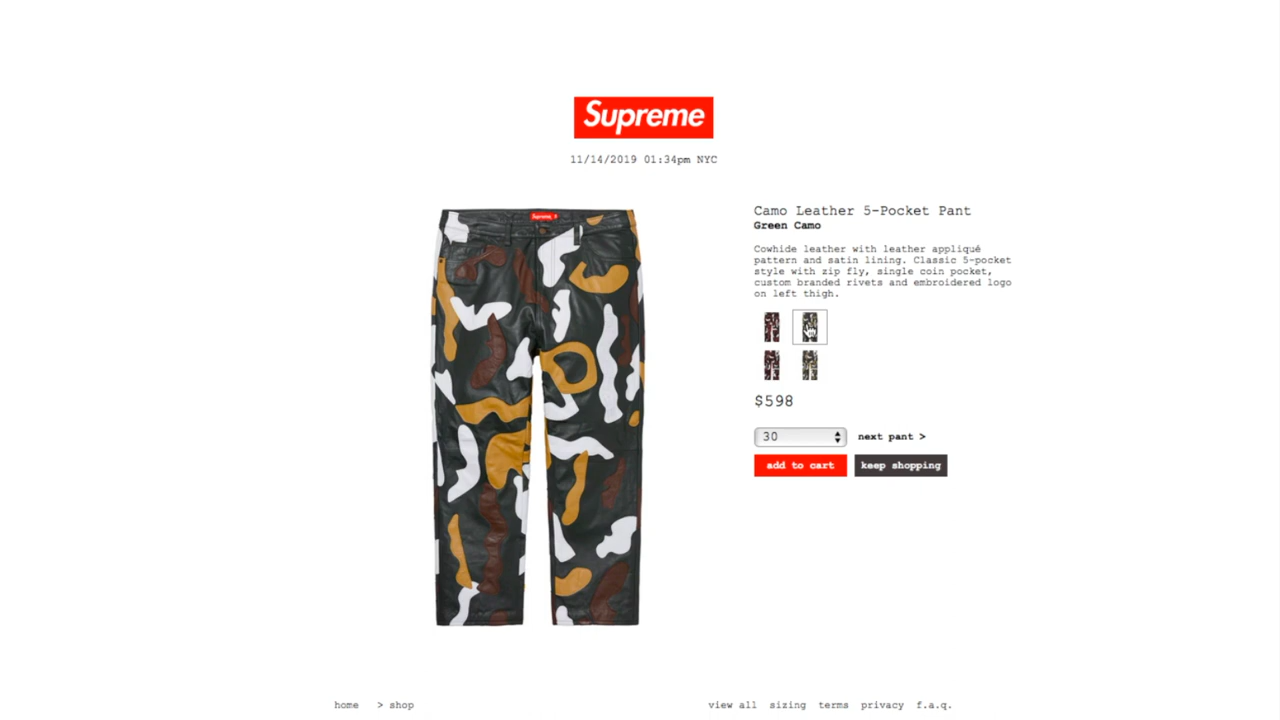 Supreme
11/14/2019 01:34pm NYC
Supreme
Camo Leather 5-Pocket Pant
Green Camo
Cowhide leather with leather appliqué
pattern and satin lining. Classic 5-pocket
style with zip fly, single coin pocket,
custom branded rivets and embroidered logo
on left thigh.
$598
30
next pant >
add to cart
keep shopping
home > shop
view all sizing terms privacy f.a.q.